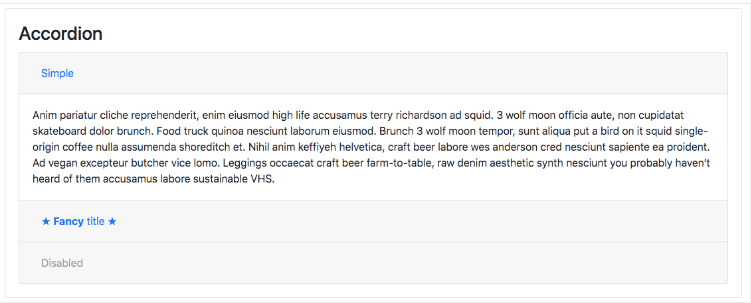 Accordion
Simple
Anim pariatur cliche reprehenderit, enim eiusmod high life accusamus terry richardson ad squid. 3 wolf moon officia aute, non cupidatat
skateboard dolor brunch. Food truck quinoa nesciunt laborum eiusmod. Brunch 3 wolf moon tempor, sunt aliqua put a bird on it squid single-
origin coffee nulla assumenda shoreditch et. Nihil anim keffiyeh helvetica, craft beer labore wes anderson cred nesciunt sapiente ea proident.
Ad vegan excepteur butcher vice lomo. Leggings occaecat craft beer farm-to-table, raw denim aesthetic synth nesciunt you probably haven't
heard of them accusamus labore sustainable VHS.
★ Fancy title ★
Disabled